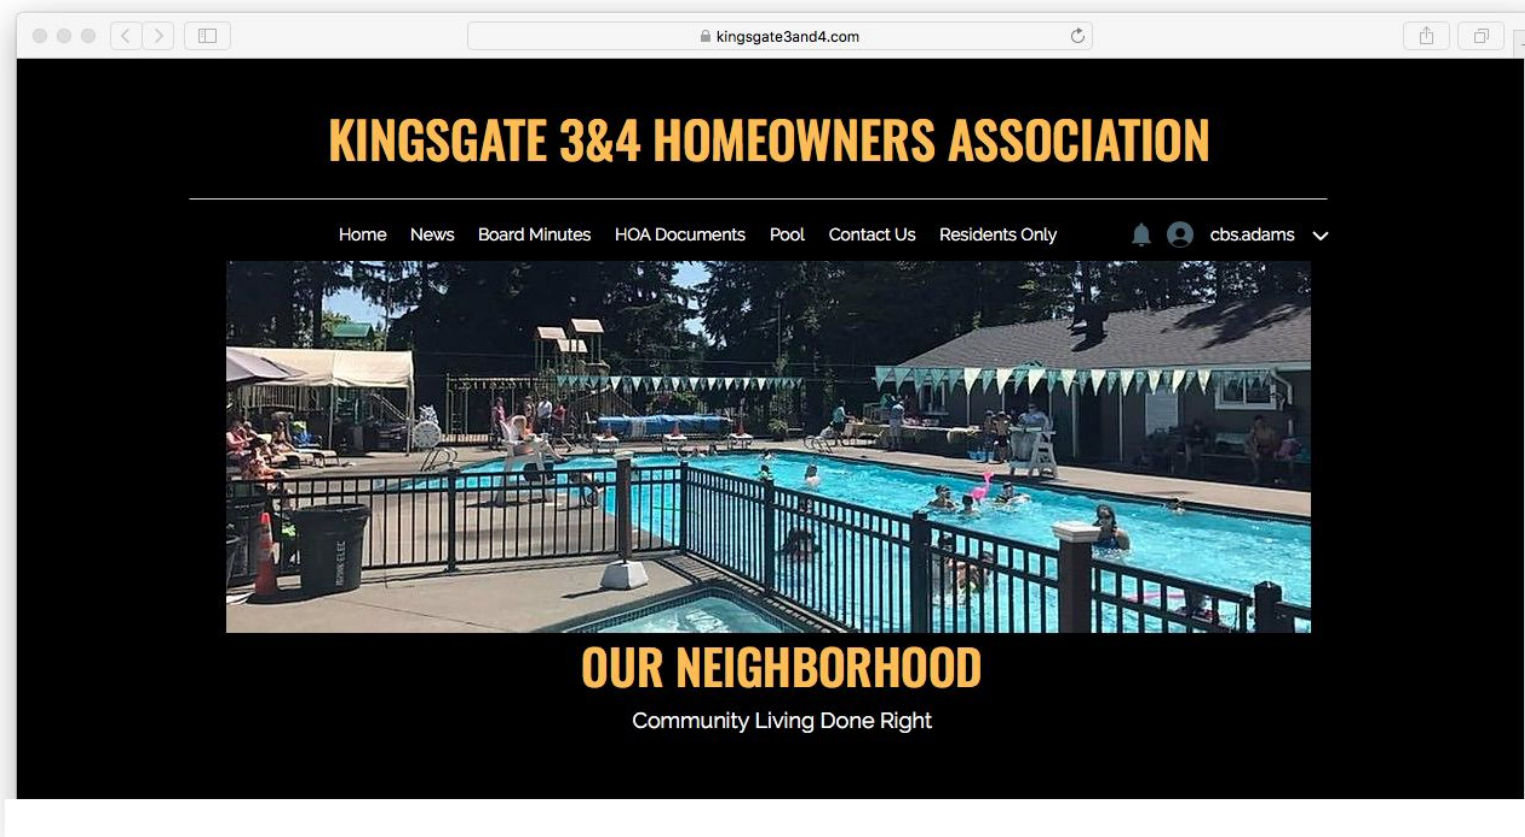 kingsgate3and4.com
KINGSGATE 3&4 HOMEOWNERS ASSOCIATION
Home News Board Minutes HOA Documents Pool Contact Us Residents Only cbs.adams
OUR NEIGHBORHOOD
Community Living Done Right